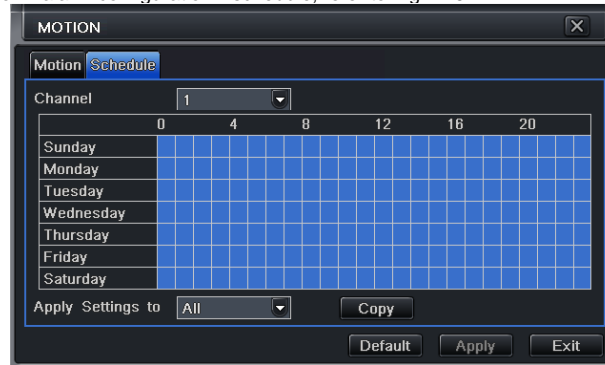 MOTION
Motion Schedule
Channel 1
0 4 8 12 16 20
Sunday
Monday
Tuesday
Wednesday
Thursday
Friday
Saturday
Apply Settings to All Copy
Default Apply Exit